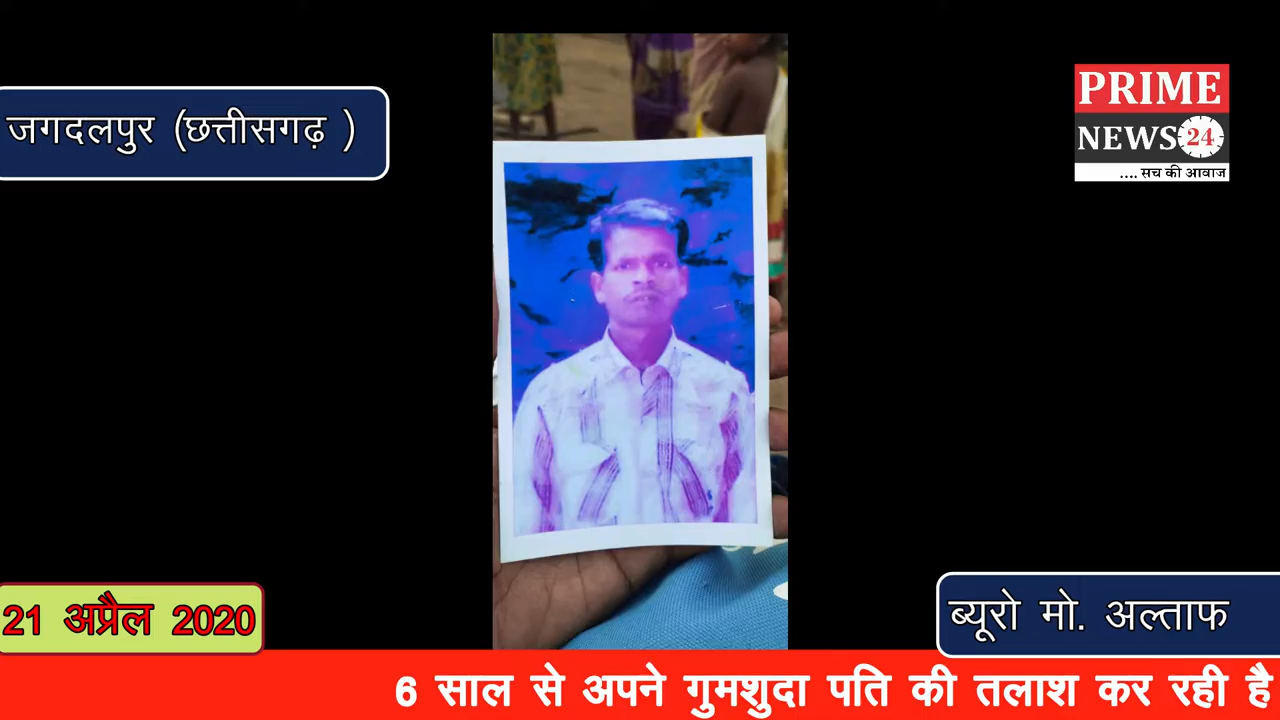 जगदलपुर (छत्तीसगढ़ )
PRIME
NEWS 24
.... सच की आवाज
21 अप्रैल 2020
ब्यूरो मो. अल्ताफ
6 साल से अपने गुमशुदा पति की तलाश कर रही है